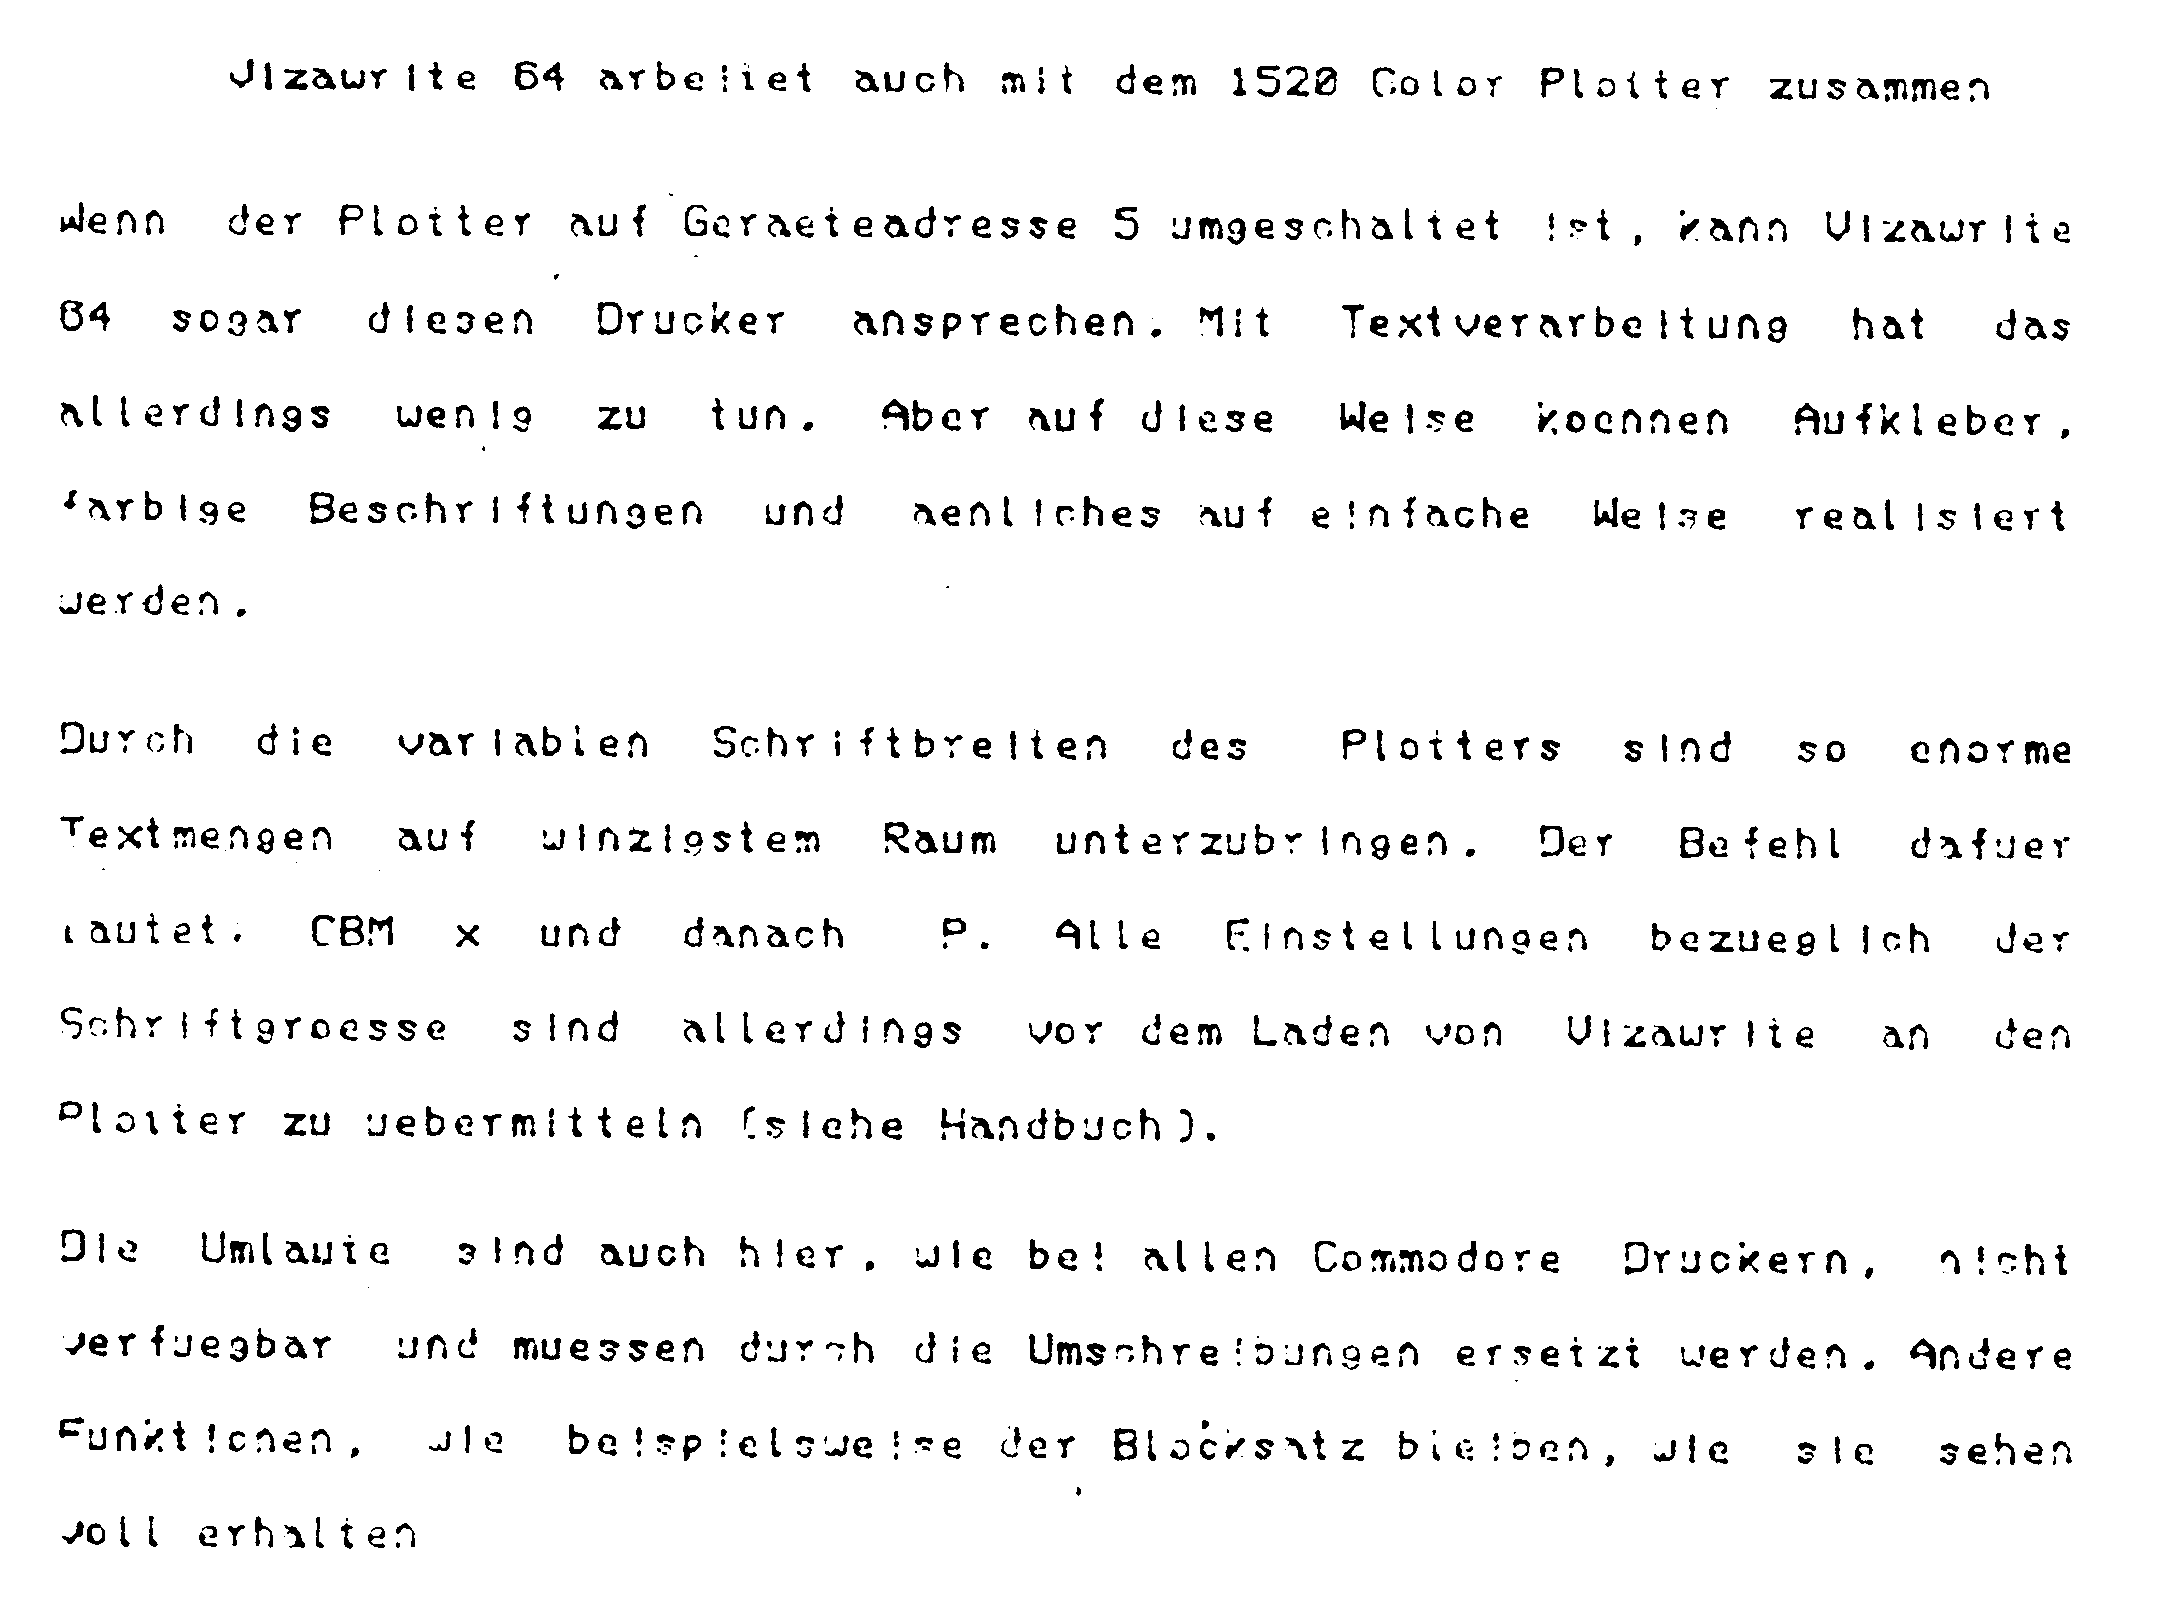 Vizawrite 64 arbeitet auch mit dem 1520 Color Plotter zusammen
Wenn der Plotter auf Geraeteadresse 5 umgeschaltet ist, kann Vizawrite
64 sogar diesen Drucker ansprechen. Mit Textverarbeitung hat das
allerdings wenig zu tun. Aber auf diese Weise koennen Aufkleber,
farbige Beschriftungen und aenliches auf einfache Weise realisiert
werden.
Durch die variablen Schriftbreiten des Plotters sind so enorme
Textmengen auf winzigstem Raum unterzubringen. Der Befehl dafuer
lautet. CBM x und danach P. Alle Einstellungen bezueglich der
Schriftgroesse sind allerdings vor dem Laden von Vizawrite an den
Plotter zu uebermitteln (siehe Handbuch).
Die Umlaute sind auch hier, wie bei allen Commodore Druckern, nicht
verfuegbar und muessen durch die Umschreibungen ersetzt werden. Andere
Funktionen, wie beispielsweise der Blocksatz bleiben, wie sie sehen
voll erhalten